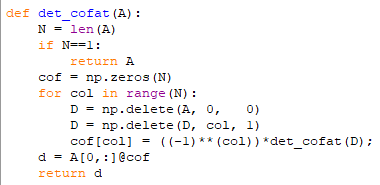 def det_cofat(A):
    N = len(A)
    if N==1:
        return A
    cof = np.zeros(N)
    for col in range(N):
        D = np.delete(A, 0,   0)
        D = np.delete(D, col, 1)
        cof[col] = ((-1)**(col))*det_cofat(D);
    d = A[0,:]@cof
    return d